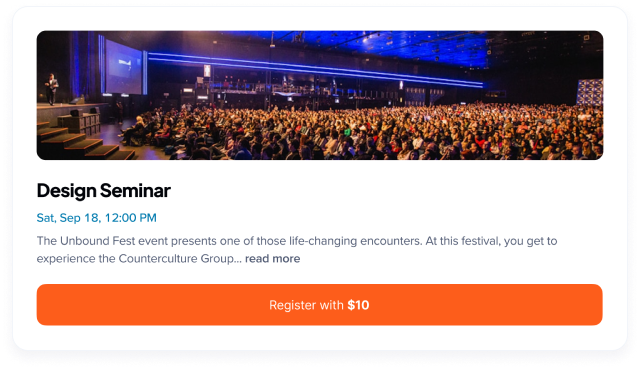 Design Seminar
Sat, Sep 18, 12:00 PM
The Unbound Fest event presents one of those life-changing encounters. At this festival, you get to
experience the Counterculture Group... read more
Register with $10